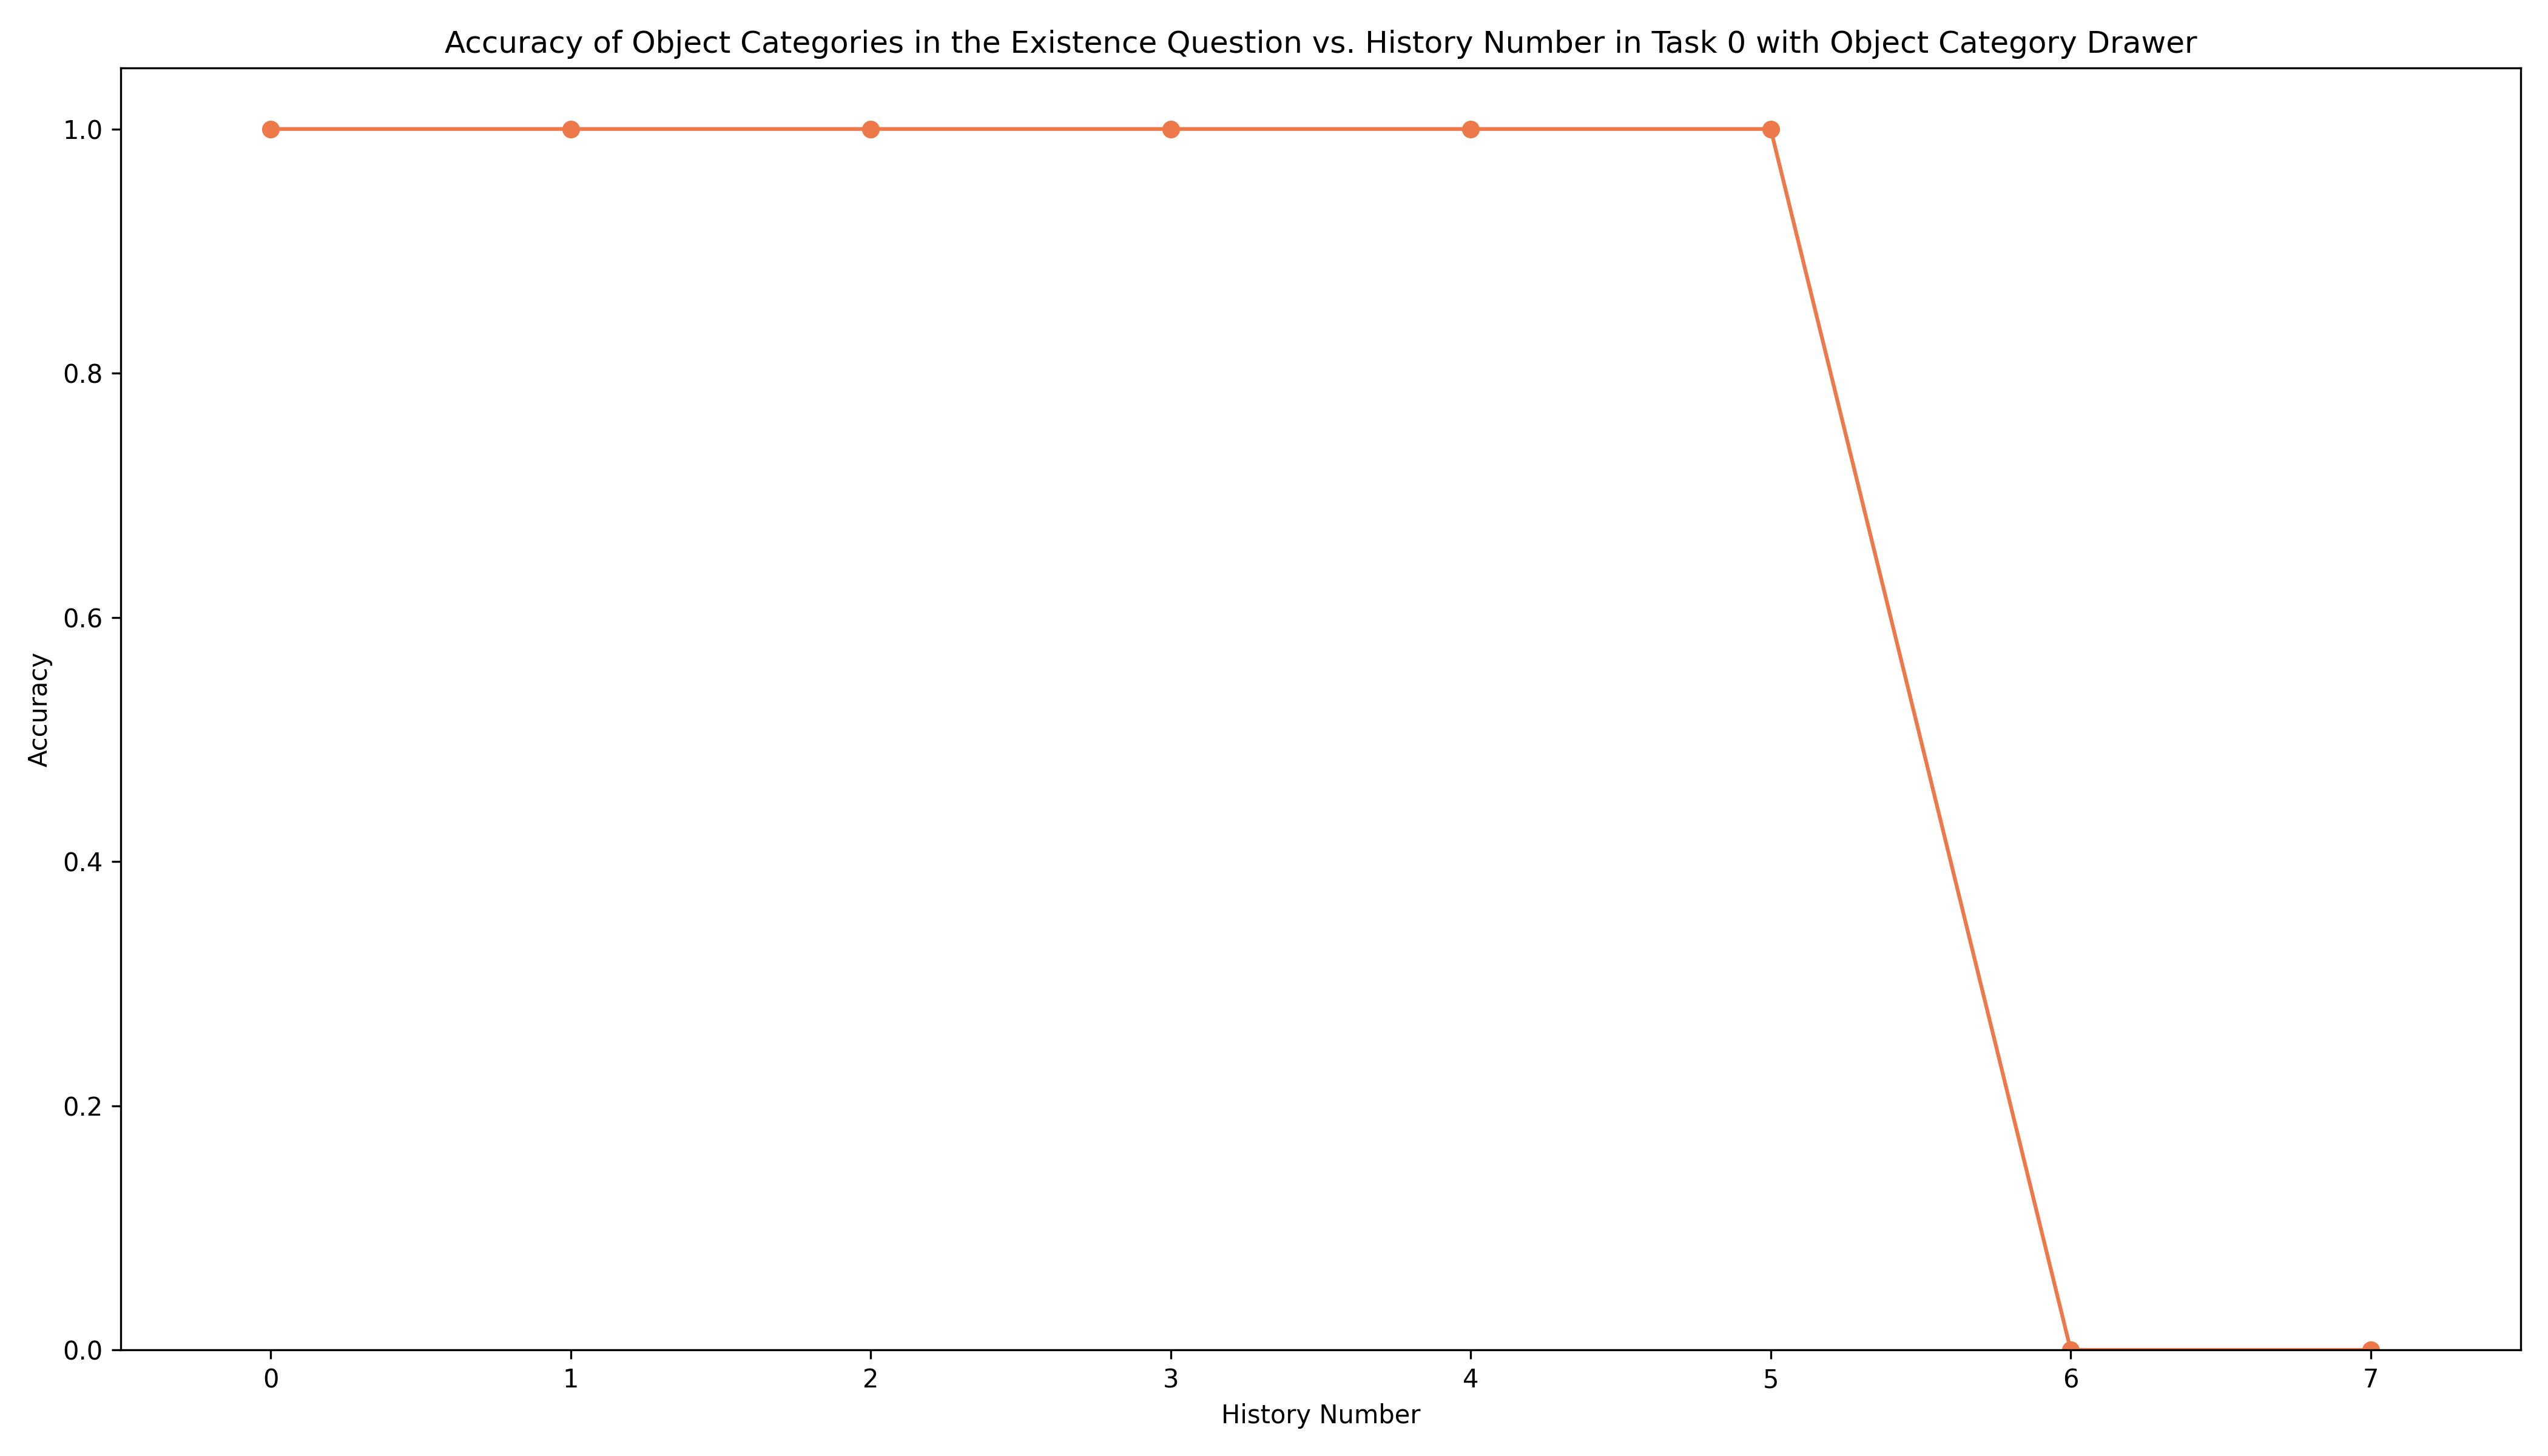 Accuracy of Object Categories in the Existence Question vs. History Number in Task 0 with Object Category Drawer
1.0
0.8
0.6
0.4
0.2
0.0
Accuracy
0 1 2 3 4 5 6 7
History Number